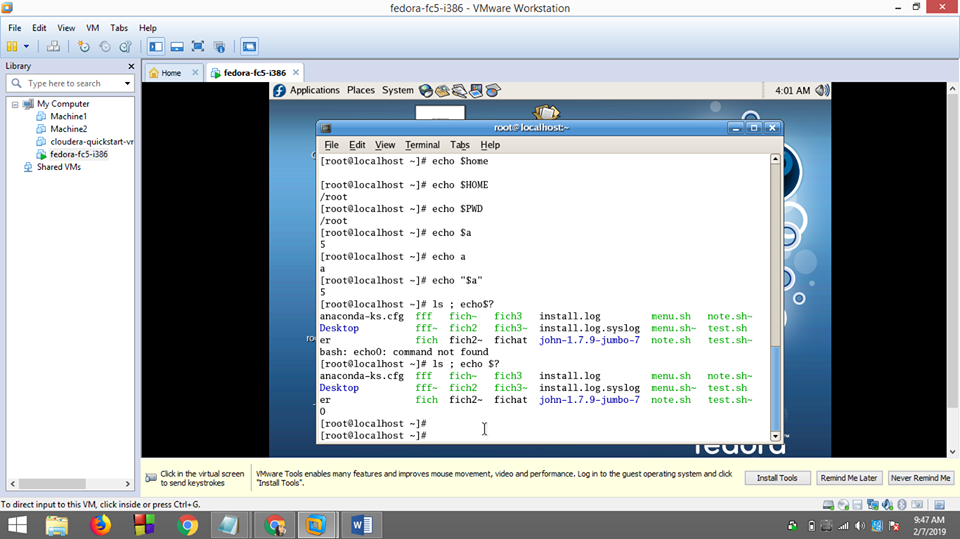 fedora-fc5-i386 - VMware Workstation
File Edit View VM Tabs Help
Library
Home
fedora-fc5-i386
Type here to search
My Computer
Machine1
Machine2
cloudera-quickstart-vr
fedora-fc5-i386
Shared VMs
Applications Places System
4:01 AM
root@localhost:~
File Edit View Terminal Tabs Help
[root@localhost ~]# echo $home
[root@localhost ~]# echo $HOME
/root
[root@localhost ~]# echo $PWD
/root
[root@localhost ~]# echo $a
5
[root@localhost ~]# echo a
a
[root@localhost ~]# echo "$a"
5
[root@localhost ~]# ls ; echo$?
anaconda-ks.cfg fff fich~ fich3 install.log menu.sh note.sh~
Desktop fff~ fich2 fich3~ install.log.syslog menu.sh~ test.sh
er fich fich2~ fichat john-1.7.9-jumbo-7 note.sh test.sh~
bash: echo0: command not found
[root@localhost ~]# ls ; echo $?
anaconda-ks.cfg fff fich~ fich3 install.log menu.sh note.sh~
Desktop fff~ fich2 fich3~ install.log.syslog menu.sh~ test.sh
er fich fich2~ fichat john-1.7.9-jumbo-7 note.sh test.sh~
0
[root@localhost ~]#
[root@localhost ~]#
fedora
Click in the virtual screen
to send keystrokes
VMware Tools enables many features and improves mouse movement, video and performance. Log in to the guest operating system and click
"Install Tools".
Install Tools
Remind Me Later
Never Remind Me
To direct input to this VM, click inside or press Ctrl+G.
9:47 AM
2/7/2019